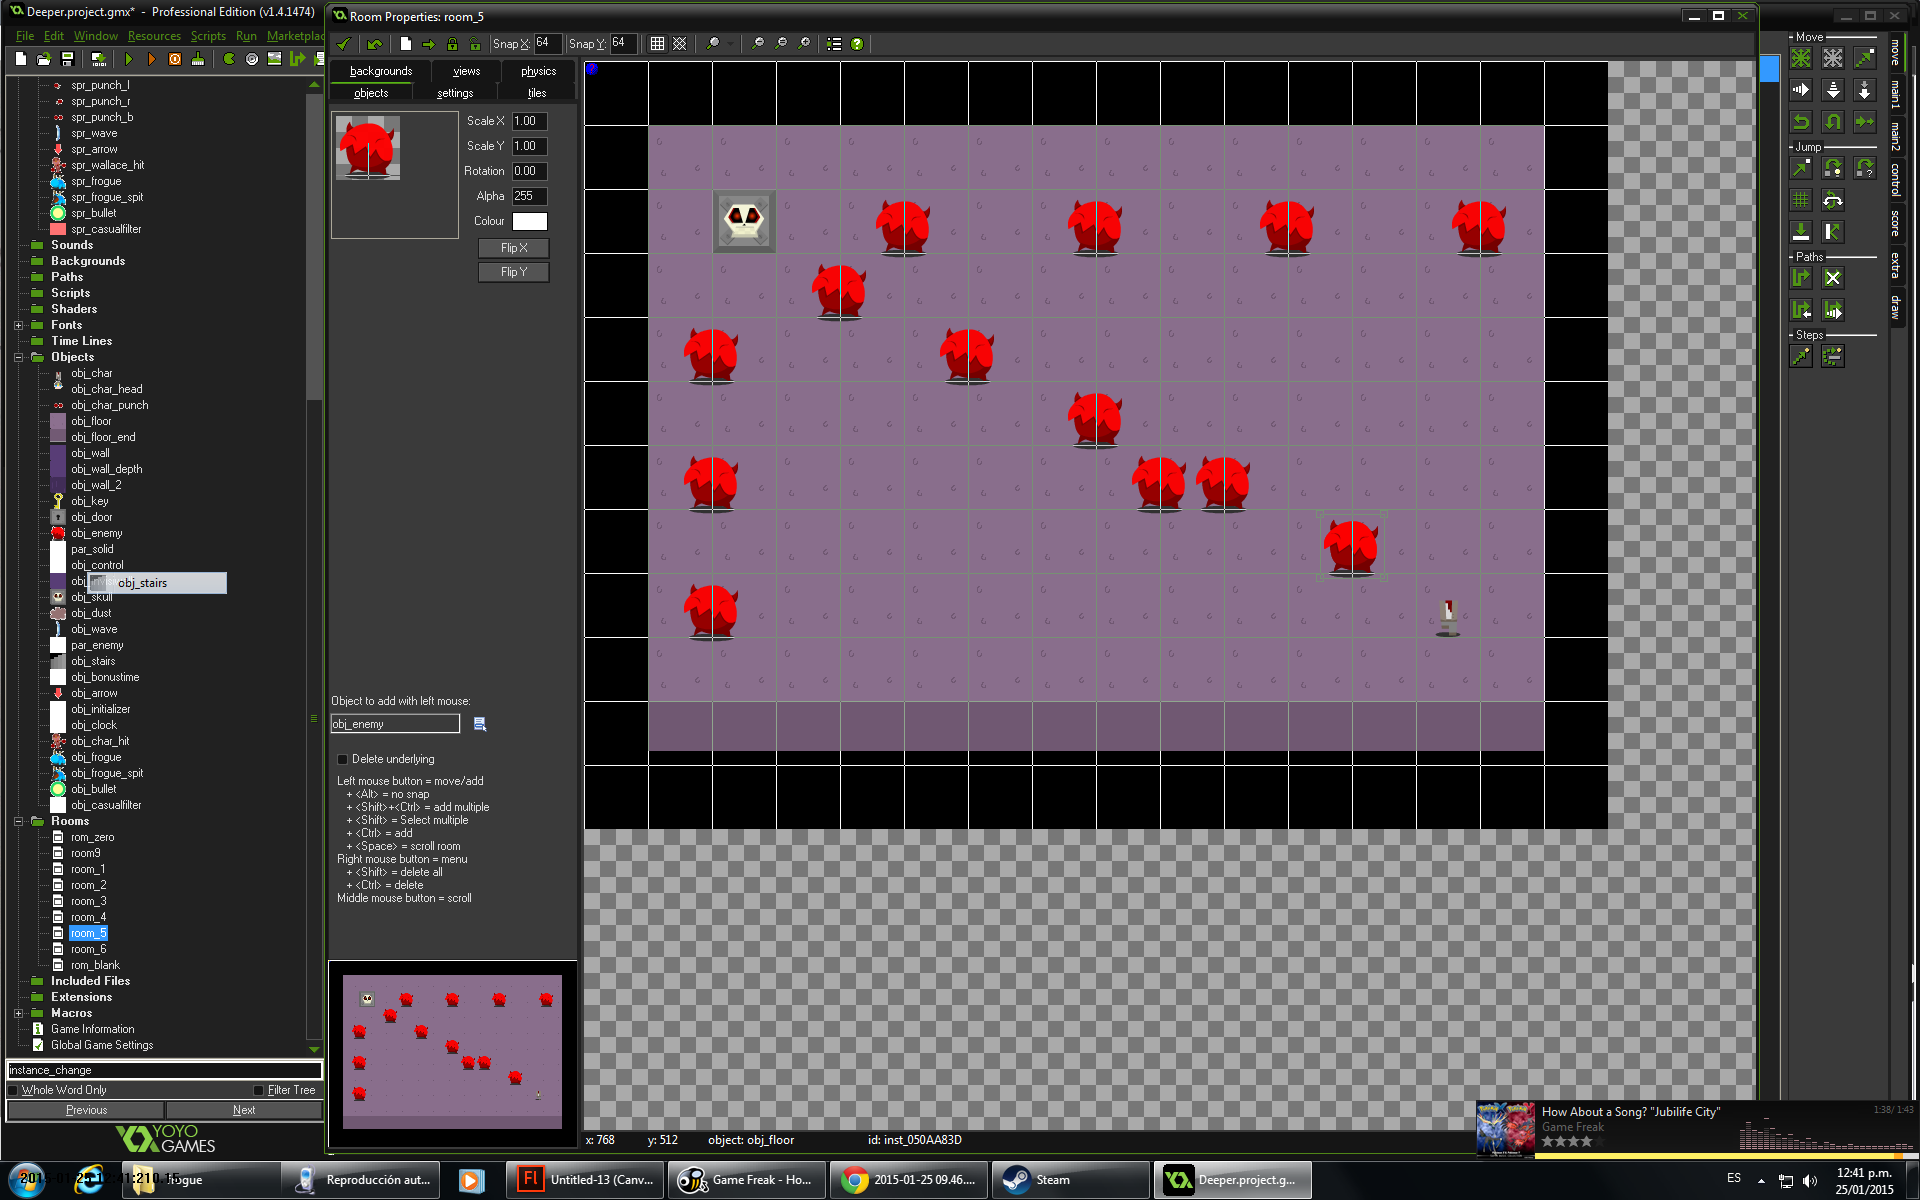 Deeper.project.gmx* - Professional Edition (v1.4.1474)
File Edit Window Resources Scripts Run Marketplac
spr_punch_l
spr_punch_r
spr_punch_b
spr_wave
spr_arrow
spr_wallace_hit
spr_frogue
spr_frogue_spit
spr_bullet
spr_casualfilter
Sounds
Backgrounds
Paths
Scripts
Shaders
Fonts
Time Lines
Objects
obj_char
obj_char_head
obj_char_punch
obj_floor
obj_floor_end
obj_wall
obj_wall_depth
obj_wall_2
obj_key
obj_door
obj_enemy
par_solid
obj_control
obj_stairs
obj_skull
obj_dust
obj_wave
par_enemy
obj_stairs
obj_bonustime
obj_arrow
obj_initializer
obj_clock
obj_char_hit
obj_frogue
obj_frogue_spit
obj_bullet
obj_casualfilter
Rooms
rom_zero
room9
room_1
room_2
room_3
room_4
room_5
room_6
rom_blank
Included Files
Extensions
Macros
Game Information
Global Game Settings
instance_change
Whole Word Only Filter Tree
Previous Next
YOYO
GAMES
Room Properties: room_5
Snap X: 64 Snap Y: 64
backgrounds views physics
objects settings tiles
Scale X 1.00
Scale Y 1.00
Rotation 0.00
Alpha 255
Colour
Flip X
Flip Y
Object to add with left mouse:
obj_enemy
Delete underlying
Left mouse button = move/add
+ <Alt> = no snap
+ <Shift>+<Ctrl> = add multiple
+ <Shift> = Select multiple
+ <Ctrl> = add
+ <Space> = scroll room
Right mouse button = menu
+ <Shift> = delete all
+ <Ctrl> = delete
Middle mouse button = scroll
x: 768 y: 512 object: obj_floor id: inst_050AA83D
Move
Jump
Paths
Steps
move
main1
main2
control
score
extra
draw
How About a Song? "Jubilife City"
Game Freak
1:38/ 1:43
Reproducción aut...
Untitled-13 (Canv...
Game Freak - Ho...
2015-01-25 09.46....
Steam
Deeper.project.g...
ES
12:41 p.m.
25/01/2015